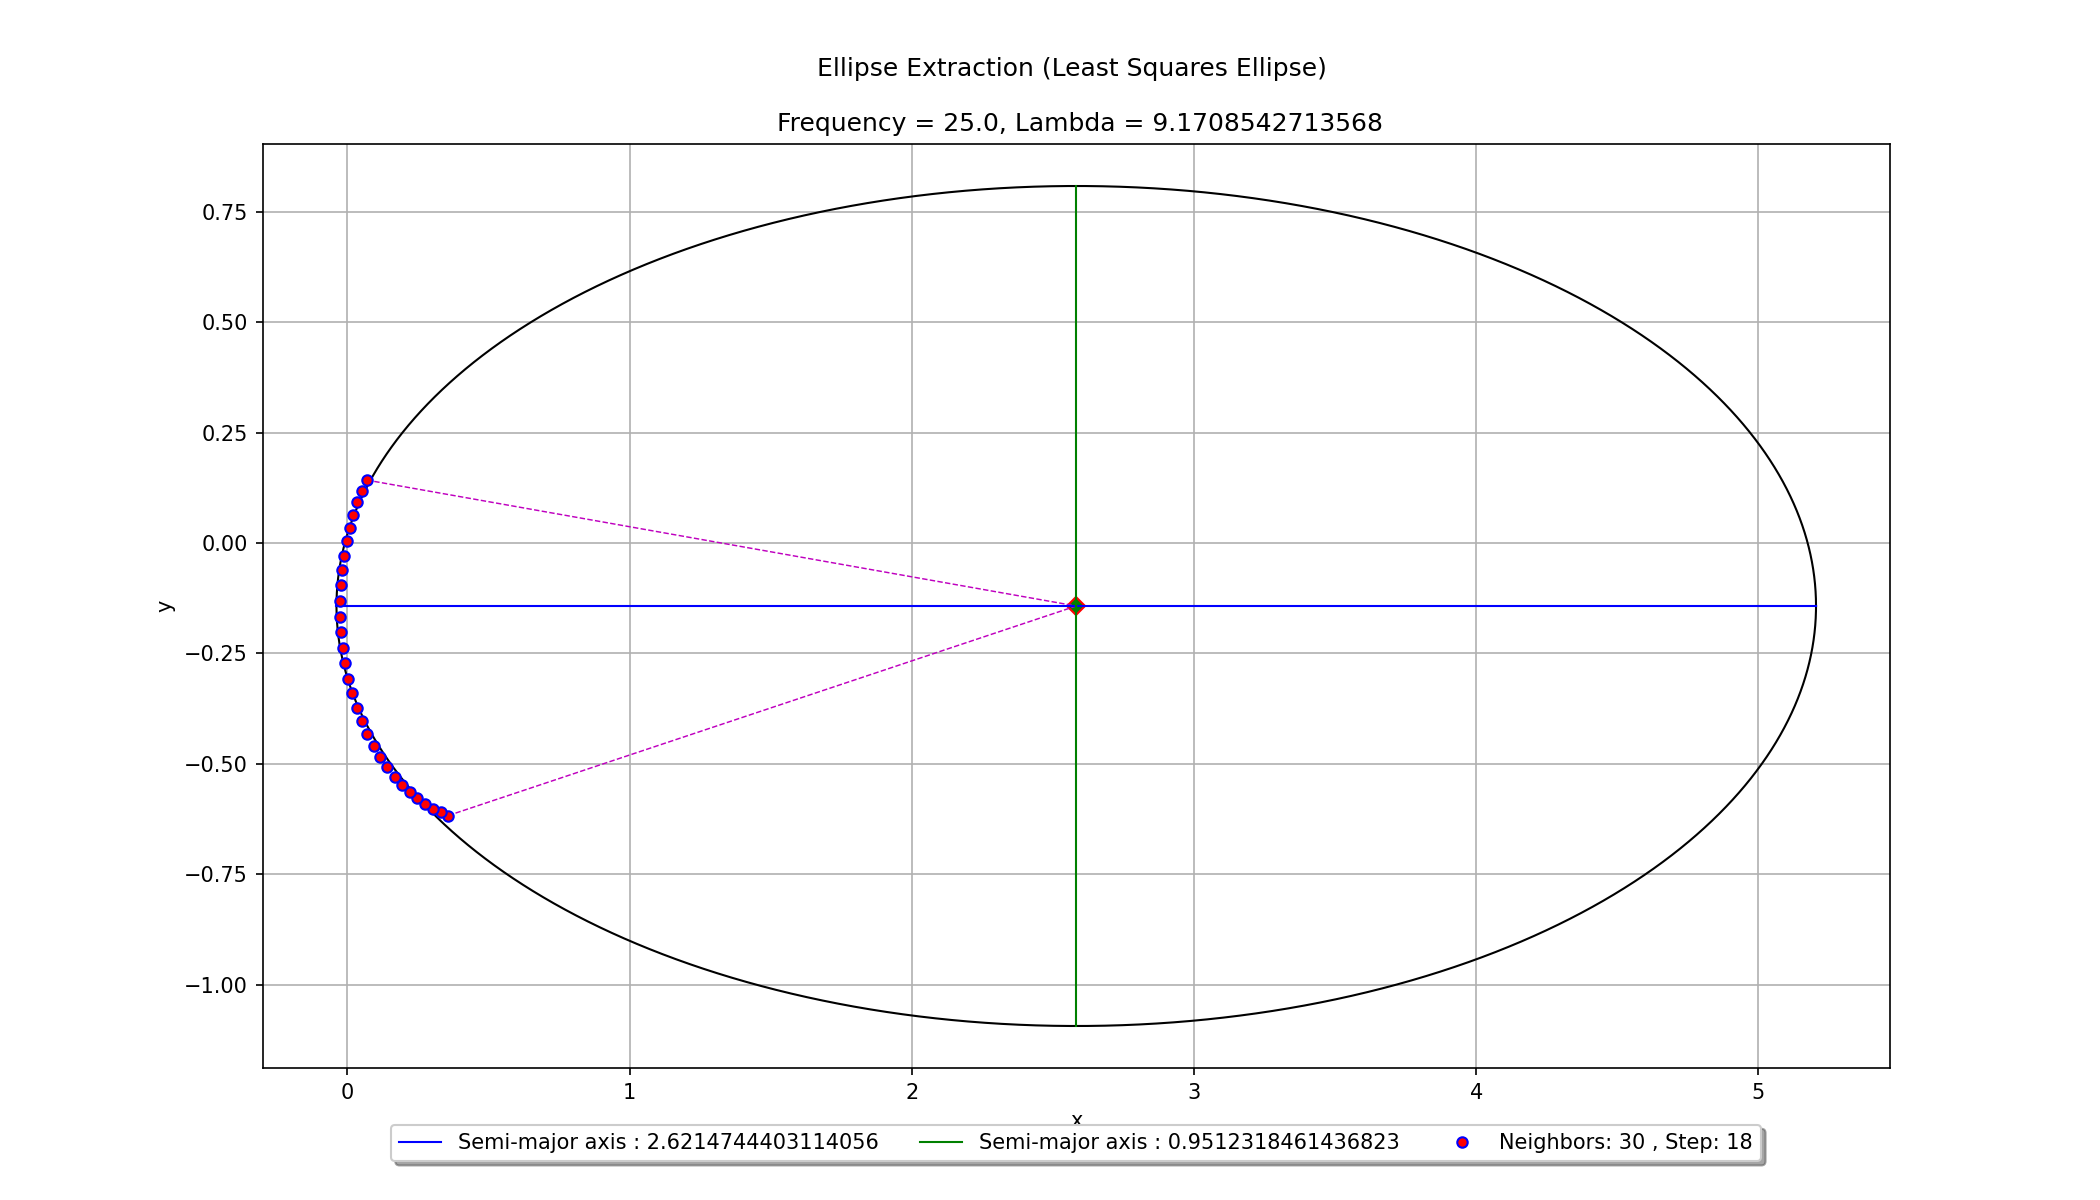 Ellipse Extraction (Least Squares Ellipse)
Frequency = 25.0, Lambda = 9.1708542713568
0.75
0.50
0.25
0.00
−0.25
−0.50
−0.75
−1.00
y
0 1 2 3 4 5
x
Semi-major axis : 2.6214744403114056 Semi-major axis : 0.9512318461436823 Neighbors: 30 , Step: 18